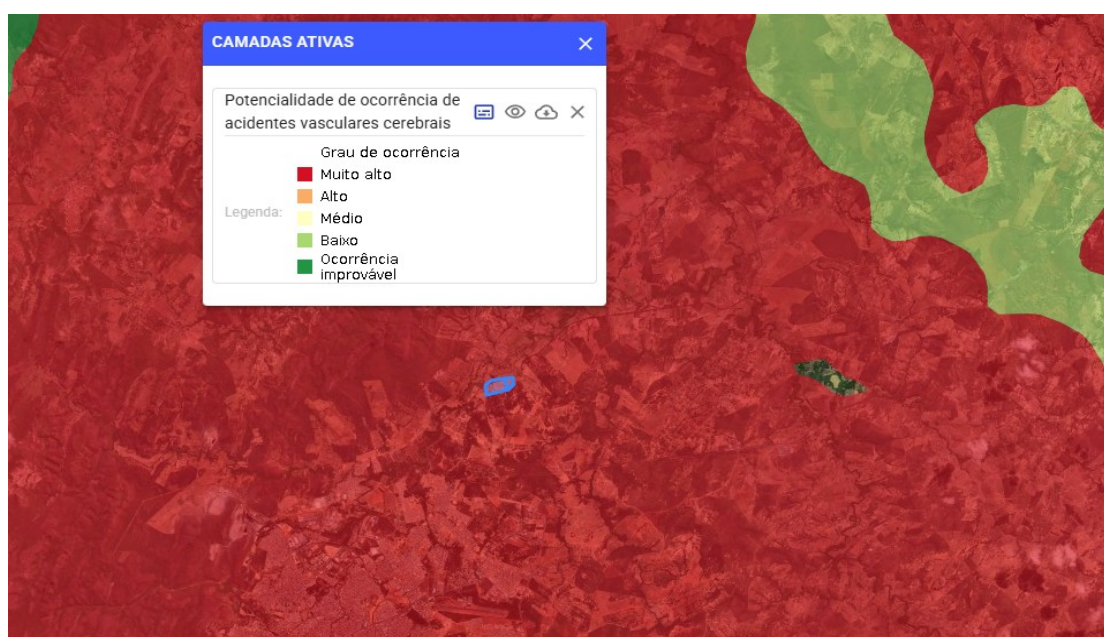 CAMADAS ATIVAS
Potencialidade de ocorrência de
acidentes vasculares cerebrais
Grau de ocorrência
Muito alto
Alto
Legenda:
Médio
Baixo
Ocorrência
improvável